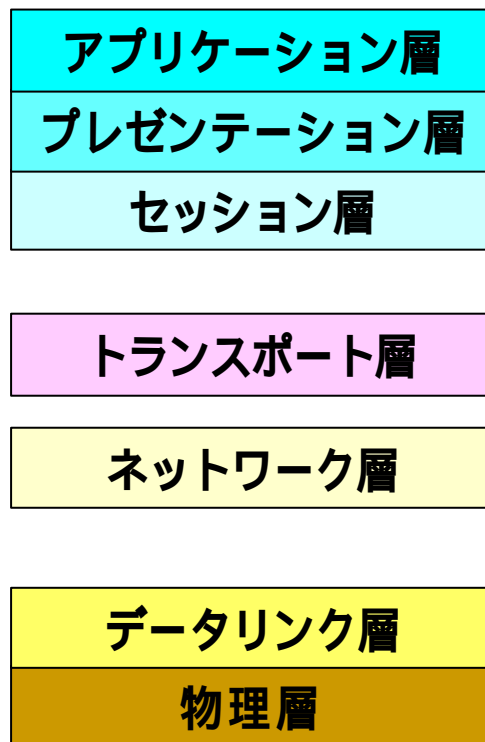 アプリケーション層
プレゼンテーション層
セッション層
トランスポート層
ネットワーク層
データリンク層
物理層